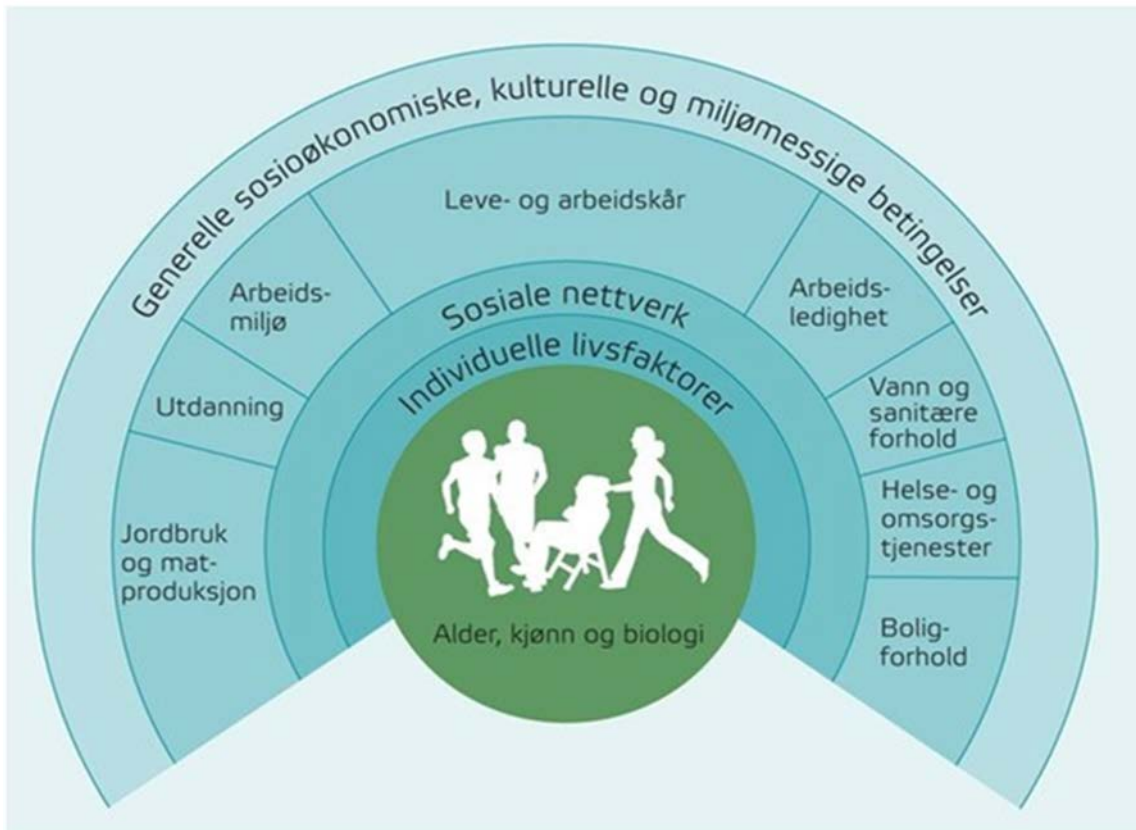 Generelle sosioøkonomiske, kulturelle og miljømessige betingelser
Leve- og arbeidskår
Arbeids-
miljø
Utdanning
Jordbruk
og mat-
produksjon
Arbeids-
ledighet
Vann og
sanitære
forhold
Helse- og
omsorgs-
tjenester
Bolig-
forhold
Sosiale nettverk
Individuelle livsfaktorer
Alder, kjønn og biologi